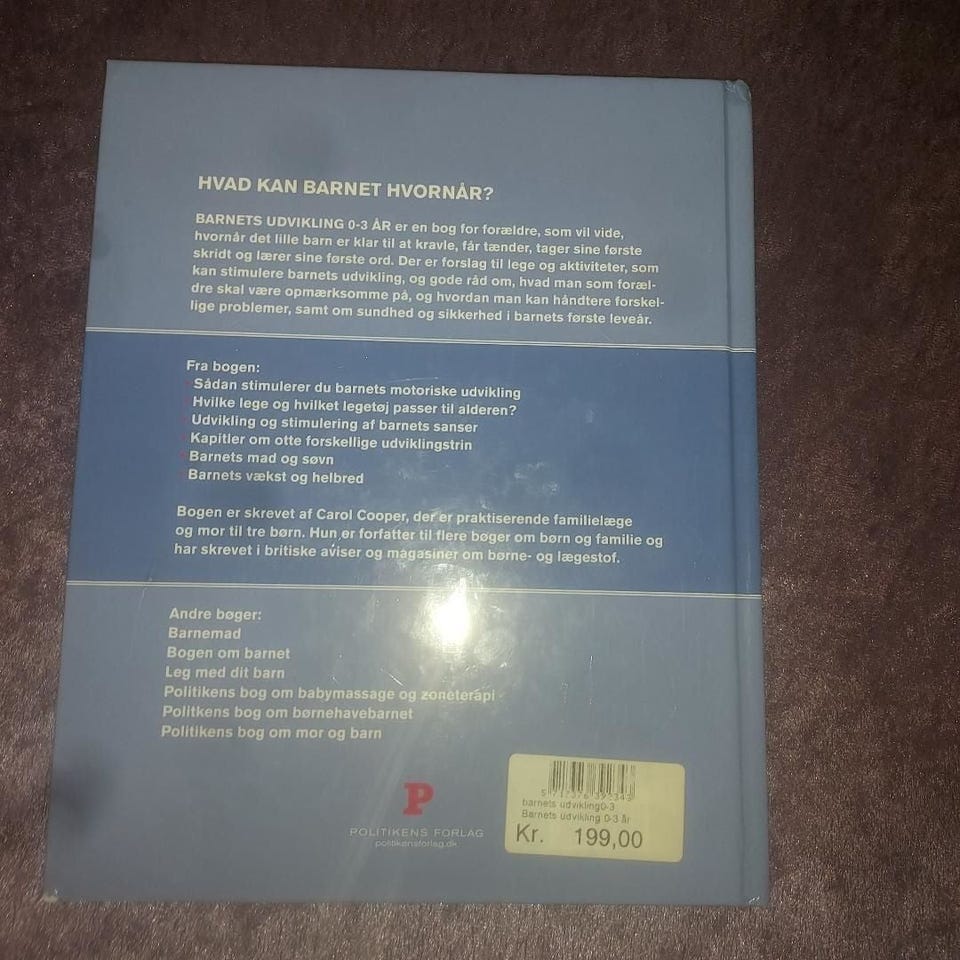 HVAD KAN BARNET HVORNÅR?
BARNETS UDVIKLING 0-3 ÅR er en bog for forældre, som vil vide,
hvornår det lille barn er klar til at kravle, får tænder, tager sine første
skridt og lærer sine første ord. Der er forslag til lege og aktiviteter, som
kan stimulere barnets udvikling, og gode råd om, hvad man som foræl-
dre skal være opmærksomme på, og hvordan man kan håndtere forskel-
lige problemer, samt om sundhed og sikkerhed i barnets første leveår.
Fra bogen:
Sådan stimulerer du barnets motoriske udvikling
Hvilke lege og hvilket legetøj passer til alderen?
Udvikling og stimulering af barnets sanser
Kapitler om otte forskellige udviklingstrin
Barnets mad og søvn
Barnets vækst og helbred
Bogen er skrevet af Carol Cooper, der er praktiserende familielæge
og mor til tre børn. Hun er forfatter til flere bøger om børn og familie og
har skrevet i britiske aviser og magasiner om børne- og lægestof.
Andre bøger:
Barnemad
Bogen om barnet
Leg med dit barn
Politikens bog om babymassage og zoneterapi
Politkens bog om børnehavebarnet
Politikens bog om mor og barn
P
POLITIKENS FORLAG
politikensforlag.dk
barnets udvikling0-3
Barnets udvikling 0-3 år
Kr. 199,00